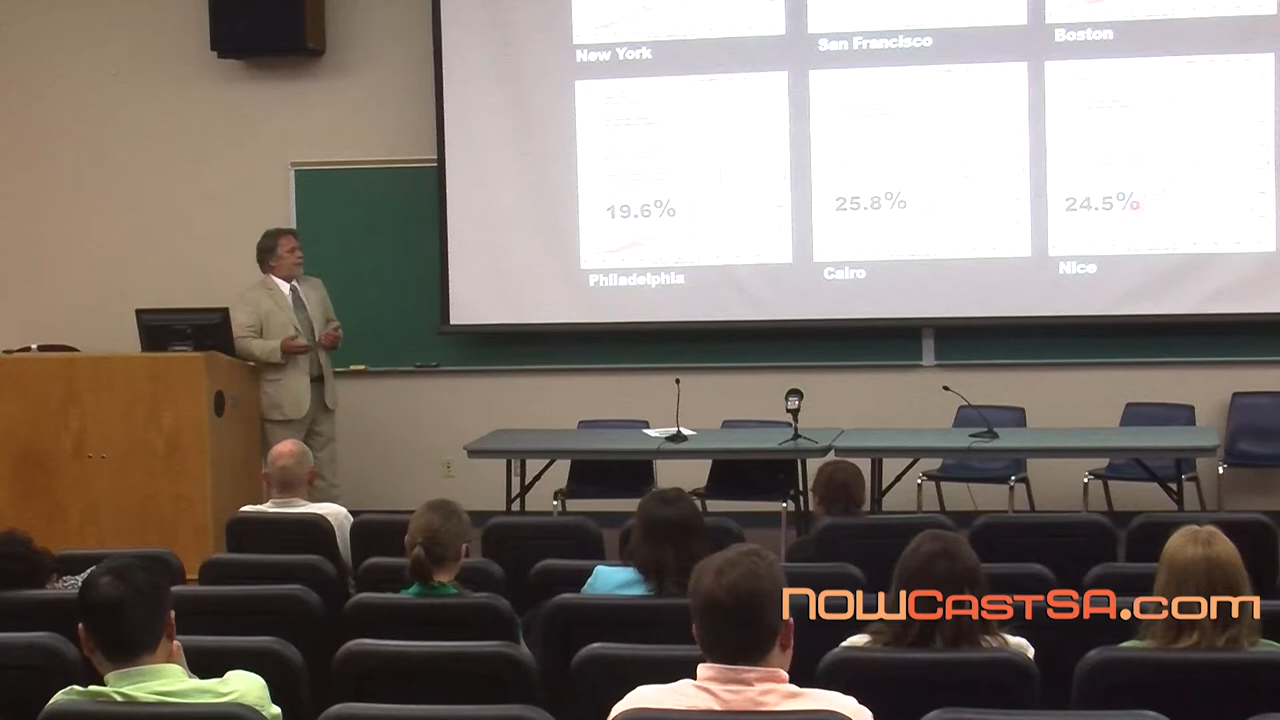 New York
San Francisco
Boston
19.6%
25.8%
24.5%
Philadelphia
Cairo
Nice
NOWCASTSA.COM